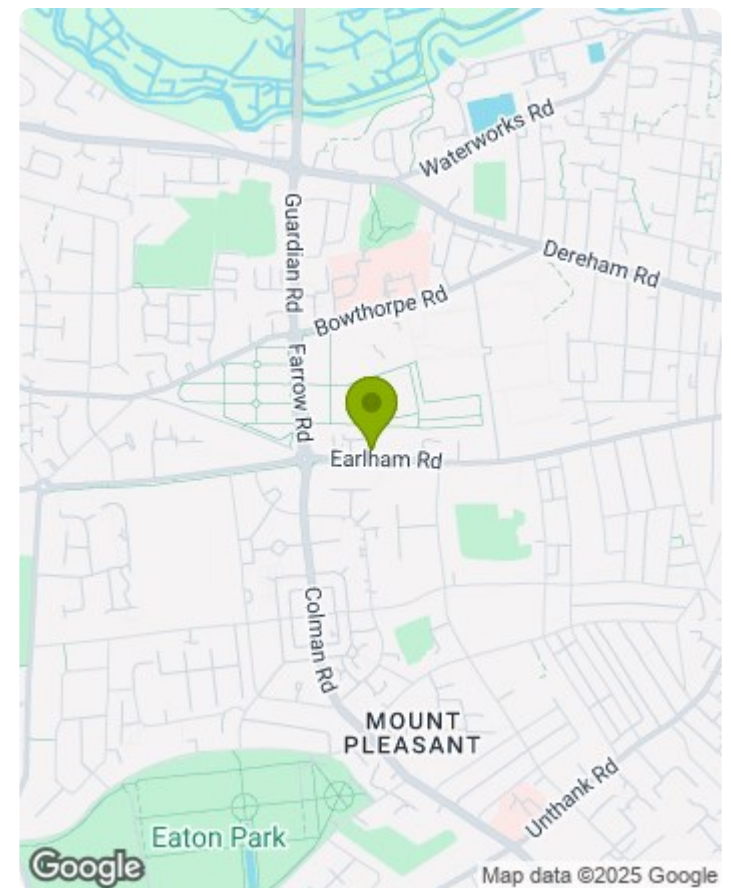 Waterworks Rd
Guardian Rd
Dereham Rd
Bowthorpe Rd
Farrow Rd
Earlham Rd
Colman Rd
MOUNT
PLEASANT
Unthank Rd
Eaton Park
Google
Map data ©2025 Google